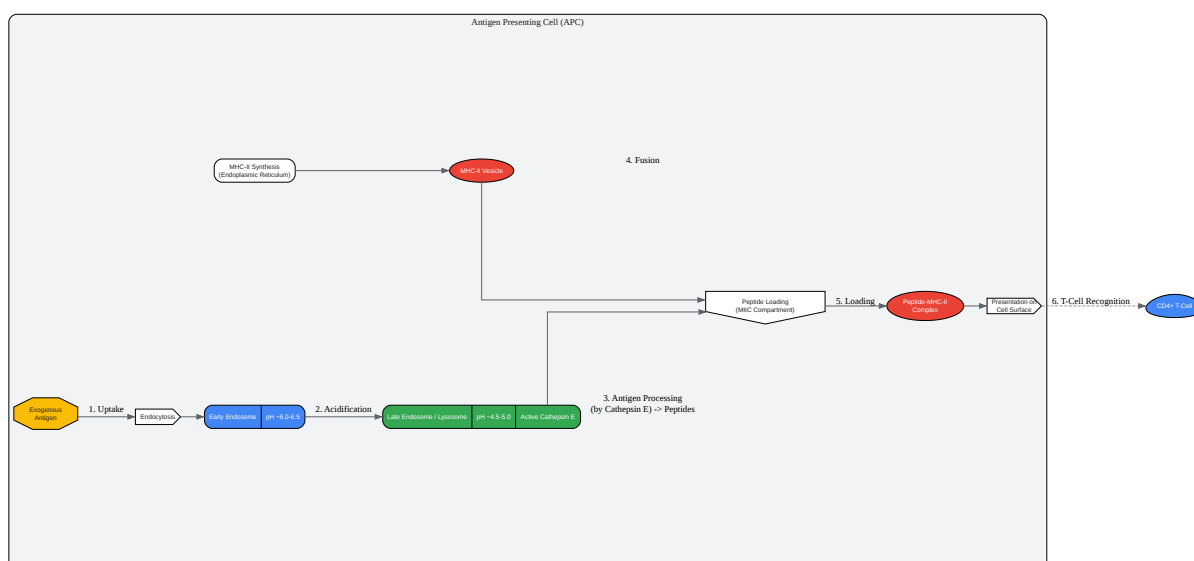 Antigen Presenting Cell (APC)
MHC-II Synthesis
(Endoplasmic Reticulum)
MHC-II Vesicle
4. Fusion
Peptide Loading
(MIIC Compartment)
5. Loading
Peptide-MHC-II
Complex
Presentation on
Cell Surface
6. T-Cell Recognition
CD4+ T-Cell
Exogenous
Antigen
1. Uptake
Endocytosis
Early Endosome
pH ~6.0-6.5
2. Acidification
Late Endosome / Lysosome
pH ~4.5-5.0
Active Cathepsin E
3. Antigen Processing
(by Cathepsin E) -> Peptides